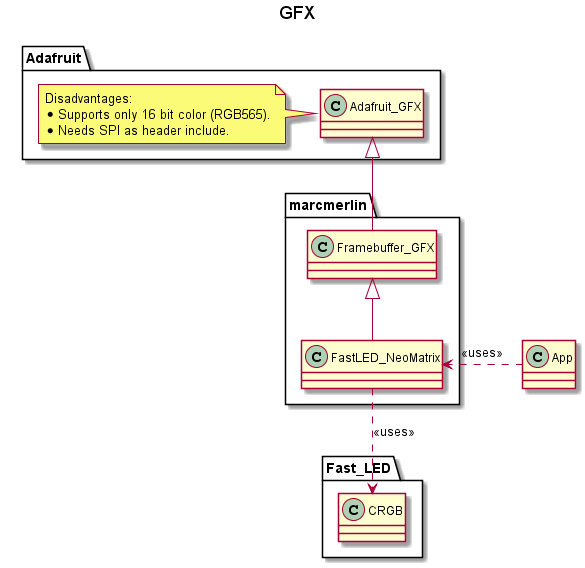 GFX
Adafruit
Disadvantages:
• Supports only 16 bit color (RGB565).
• Needs SPI as header include.
C Adafruit_GFX
marcmerlin
C Framebuffer_GFX
C FastLED_NeoMatrix
«uses»
C App
«uses»
Fast_LED
C CRGB